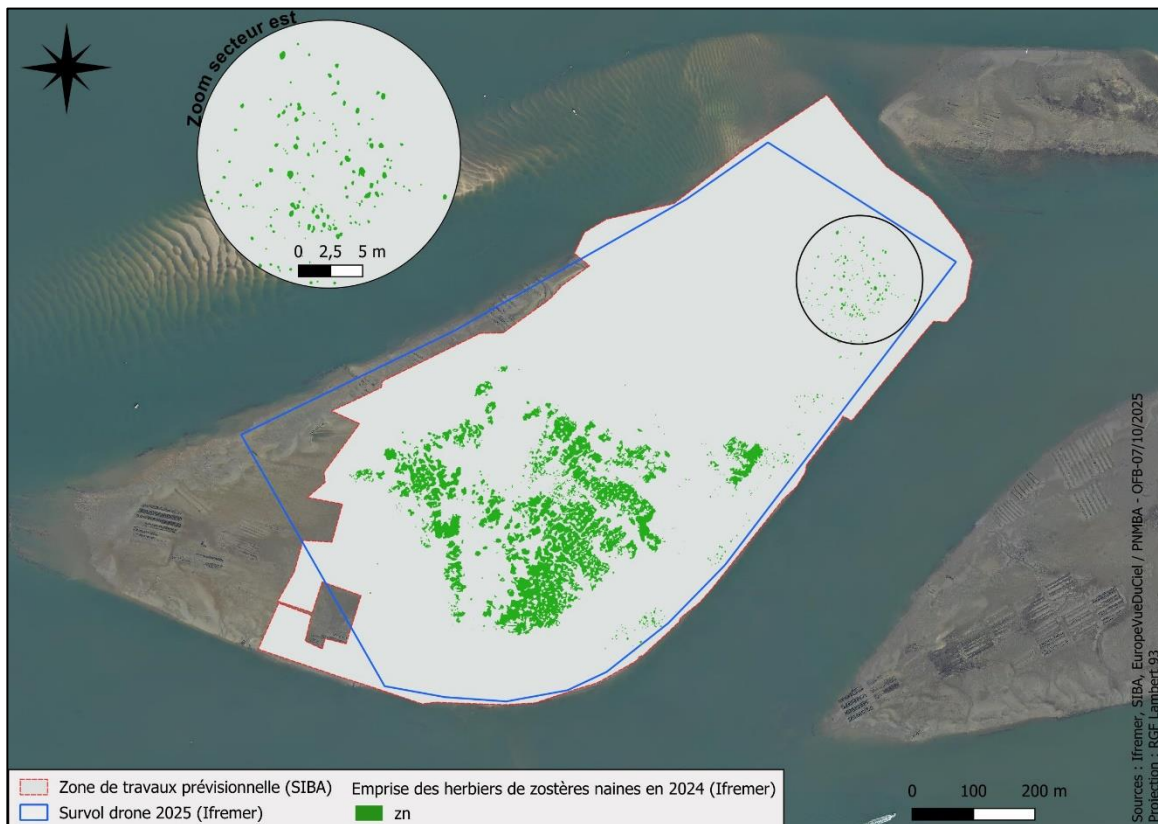 Zoom secteur est
0 2,5 5 m
Zone de travaux prévisionnelle (SIBA)
Survol drone 2025 (Ifremer)
Emprise des herbiers de zostères naines en 2024 (Ifremer)
zn
0 100 200 m
Sources : Ifremer, SIBA, EuropeVueDuCiel / PNMBA - OFB-07/10/2025
Projection : RGF Lambert 93